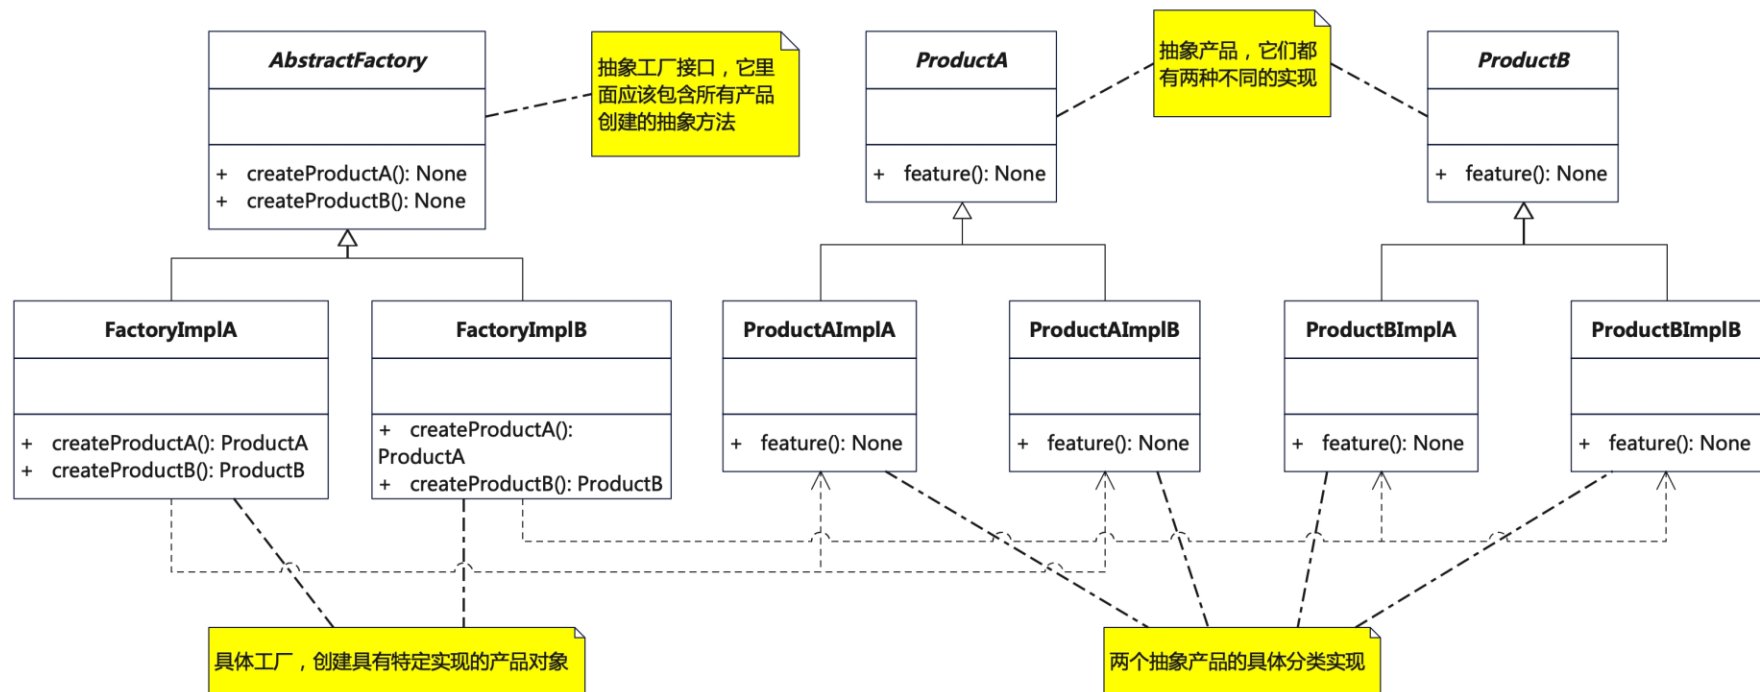 AbstractFactory
+ createProductA(): None
+ createProductB(): None
抽象工厂接口，它里
面应该包含所有产品
创建的抽象方法
ProductA
+ feature(): None
抽象产品，它们都
有两种不同的实现
ProductB
+ feature(): None
FactoryImplA
+ createProductA(): ProductA
+ createProductB(): ProductB
FactoryImplB
+ createProductA():
ProductA
+ createProductB(): ProductB
ProductAImplA
+ feature(): None
ProductAImplB
+ feature(): None
ProductBImplA
+ feature(): None
ProductBImplB
+ feature(): None
具体工厂，创建具有特定实现的产品对象
两个抽象产品的具体分类实现